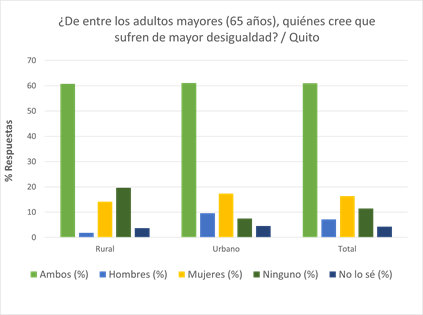 ¿De entre los adultos mayores (65 años), quiénes cree que
sufren de mayor desigualdad? / Quito
% Respuestas
70
60
50
40
30
20
10
0
Rural
Urbano
Total
Ambos (%)
Hombres (%)
Mujeres (%)
Ninguno (%)
No lo sé (%)